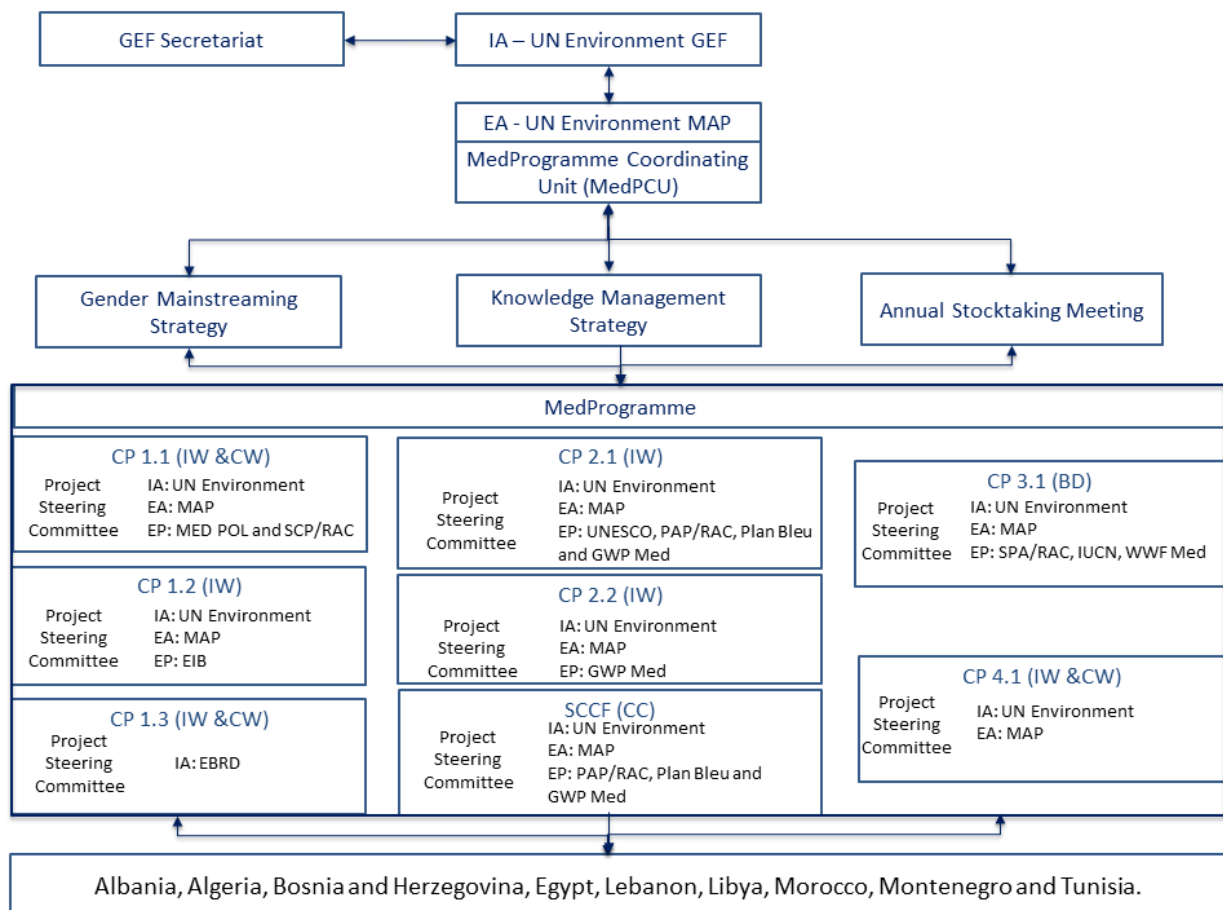 GEF Secretariat
IA – UN Environment GEF
EA - UN Environment MAP
MedProgramme Coordinating
Unit (MedPCU)
Gender Mainstreaming
Strategy
Knowledge Management
Strategy
Annual Stocktaking Meeting
MedProgramme
CP 1.1 (IW &CW)
Project
Steering
Committee
IA: UN Environment
EA: MAP
EP: MED POL and SCP/RAC
CP 1.2 (IW)
Project
Steering
Committee
IA: UN Environment
EA: MAP
EP: EIB
CP 1.3 (IW &CW)
Project
Steering
Committee
IA: EBRD
CP 2.1 (IW)
Project
Steering
Committee
IA: UN Environment
EA: MAP
EP: UNESCO, PAP/RAC, Plan Bleu
and GWP Med
CP 2.2 (IW)
Project
Steering
Committee
IA: UN Environment
EA: MAP
EP: GWP Med
SCCF (CC)
Project
Steering
Committee
IA: UN Environment
EA: MAP
EP: PAP/RAC, Plan Bleu and
GWP Med
CP 3.1 (BD)
Project
Steering
Committee
IA: UN Environment
EA: MAP
EP: SPA/RAC, IUCN, WWF Med
CP 4.1 (IW &CW)
Project
Steering
Committee
IA: UN Environment
EA: MAP
Albania, Algeria, Bosnia and Herzegovina, Egypt, Lebanon, Libya, Morocco, Montenegro and Tunisia.